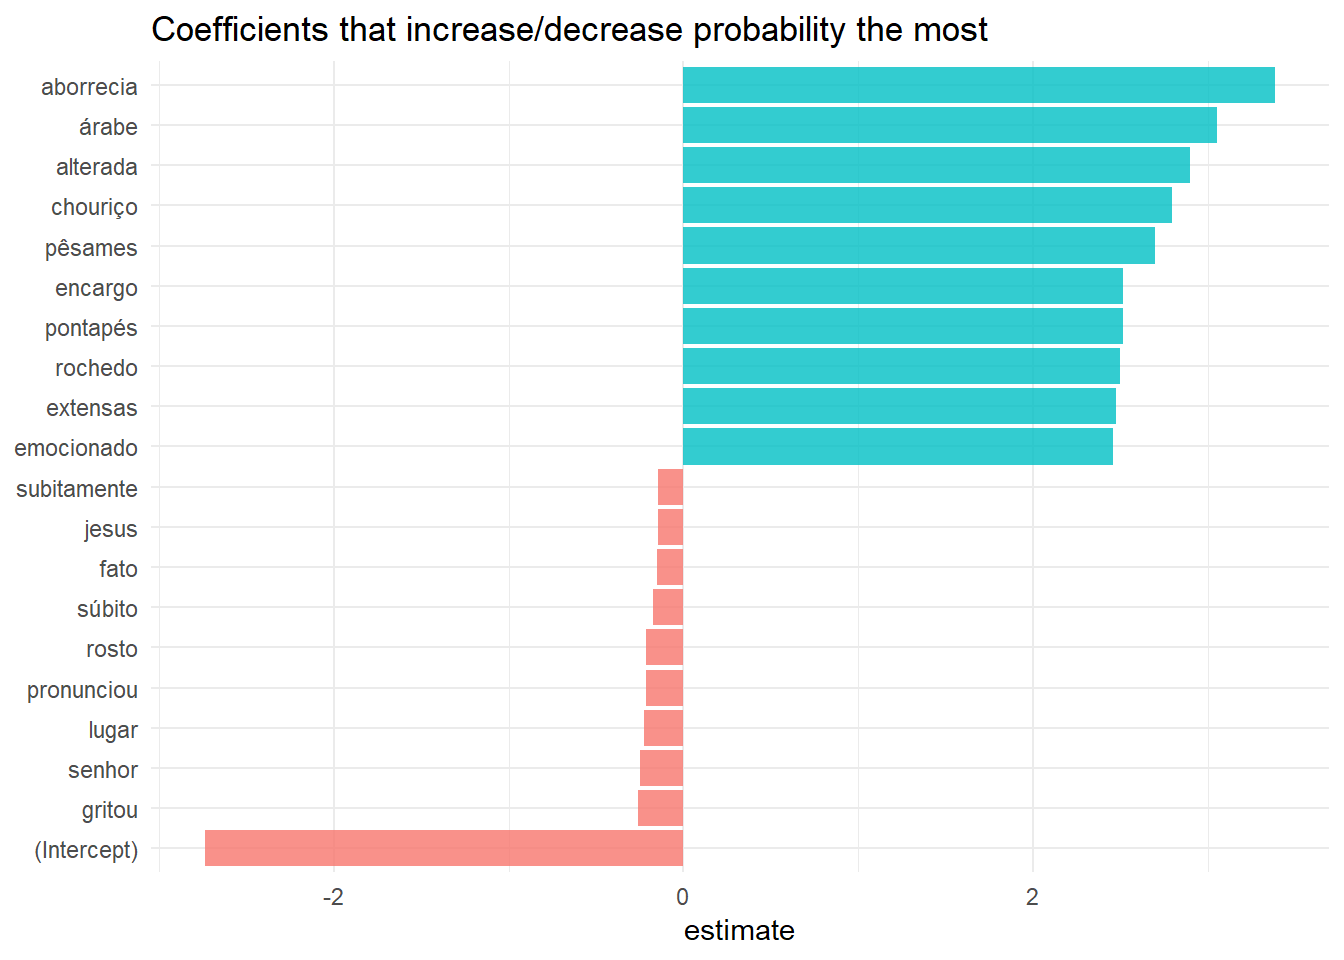 Coefficients that increase/decrease probability the most
aborrecia
árabe
alterada
chouriço
pêsames
encargo
pontapés
rochedo
extensas
emocionado
subitamente
jesus
fato
súbito
rosto
pronunciou
lugar
senhor
gritou
(Intercept)
-2 0 2
estimate